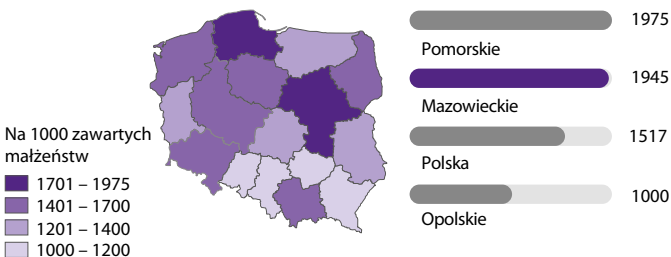 Na 1000 zawartych
małżeństw
1701 – 1975
1401 – 1700
1201 – 1400
1000 – 1200
1975
Pomorskie
1945
Mazowieckie
1517
Polska
1000
Opolskie